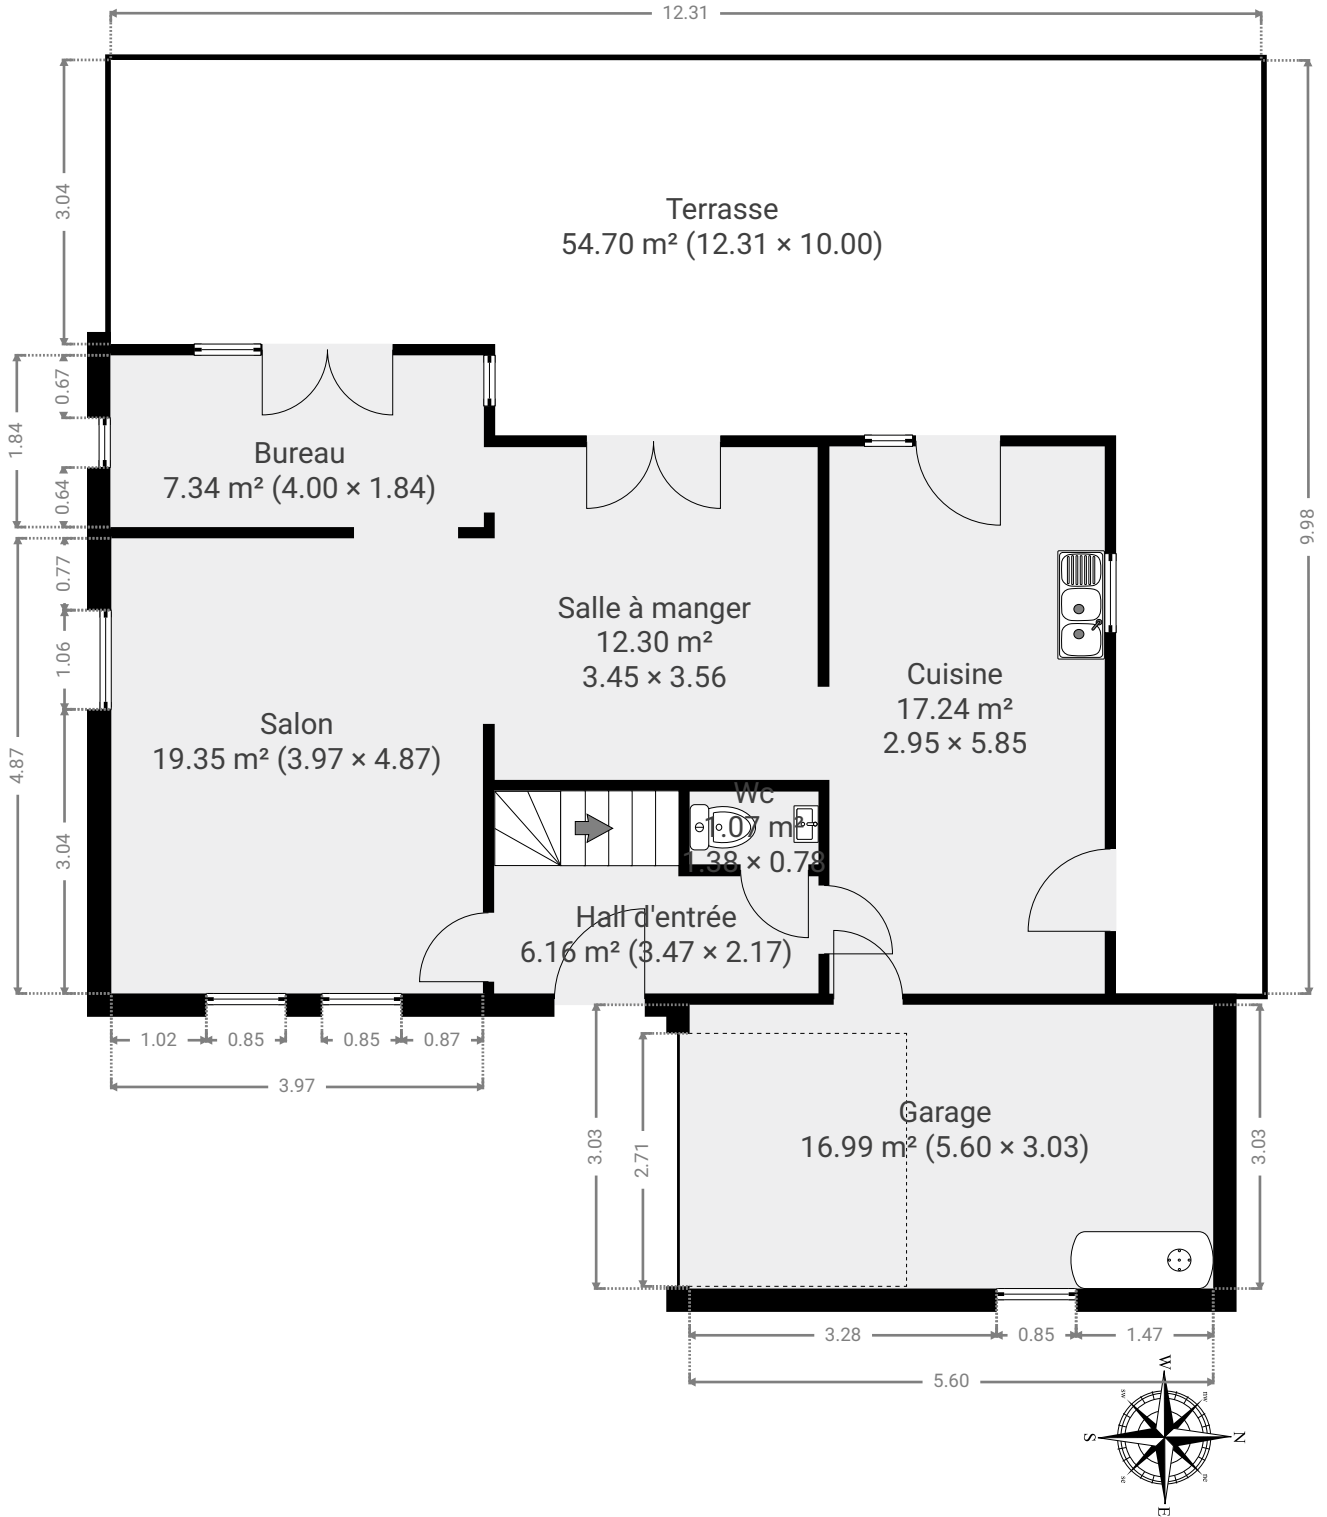 12.31
3.04
Terrasse
54.70 m² (12.31 × 10.00)
0.67
1.84
0.64
Bureau
7.34 m² (4.00 × 1.84)
9.98
0.77
1.06
4.87
3.04
Salle à manger
12.30 m²
3.45 × 3.56
Cuisine
17.24 m²
2.95 × 5.85
Salon
19.35 m² (3.97 × 4.87)
Wc
1.07 m²
1.38 × 0.78
Hall d'entrée
6.16 m² (3.47 × 2.17)
1.02
0.85
0.85
0.87
3.97
3.03
2.71
Garage
16.99 m² (5.60 × 3.03)
3.03
3.28
0.85
1.47
5.60
W
sw
nw
S
N
se
ne
E